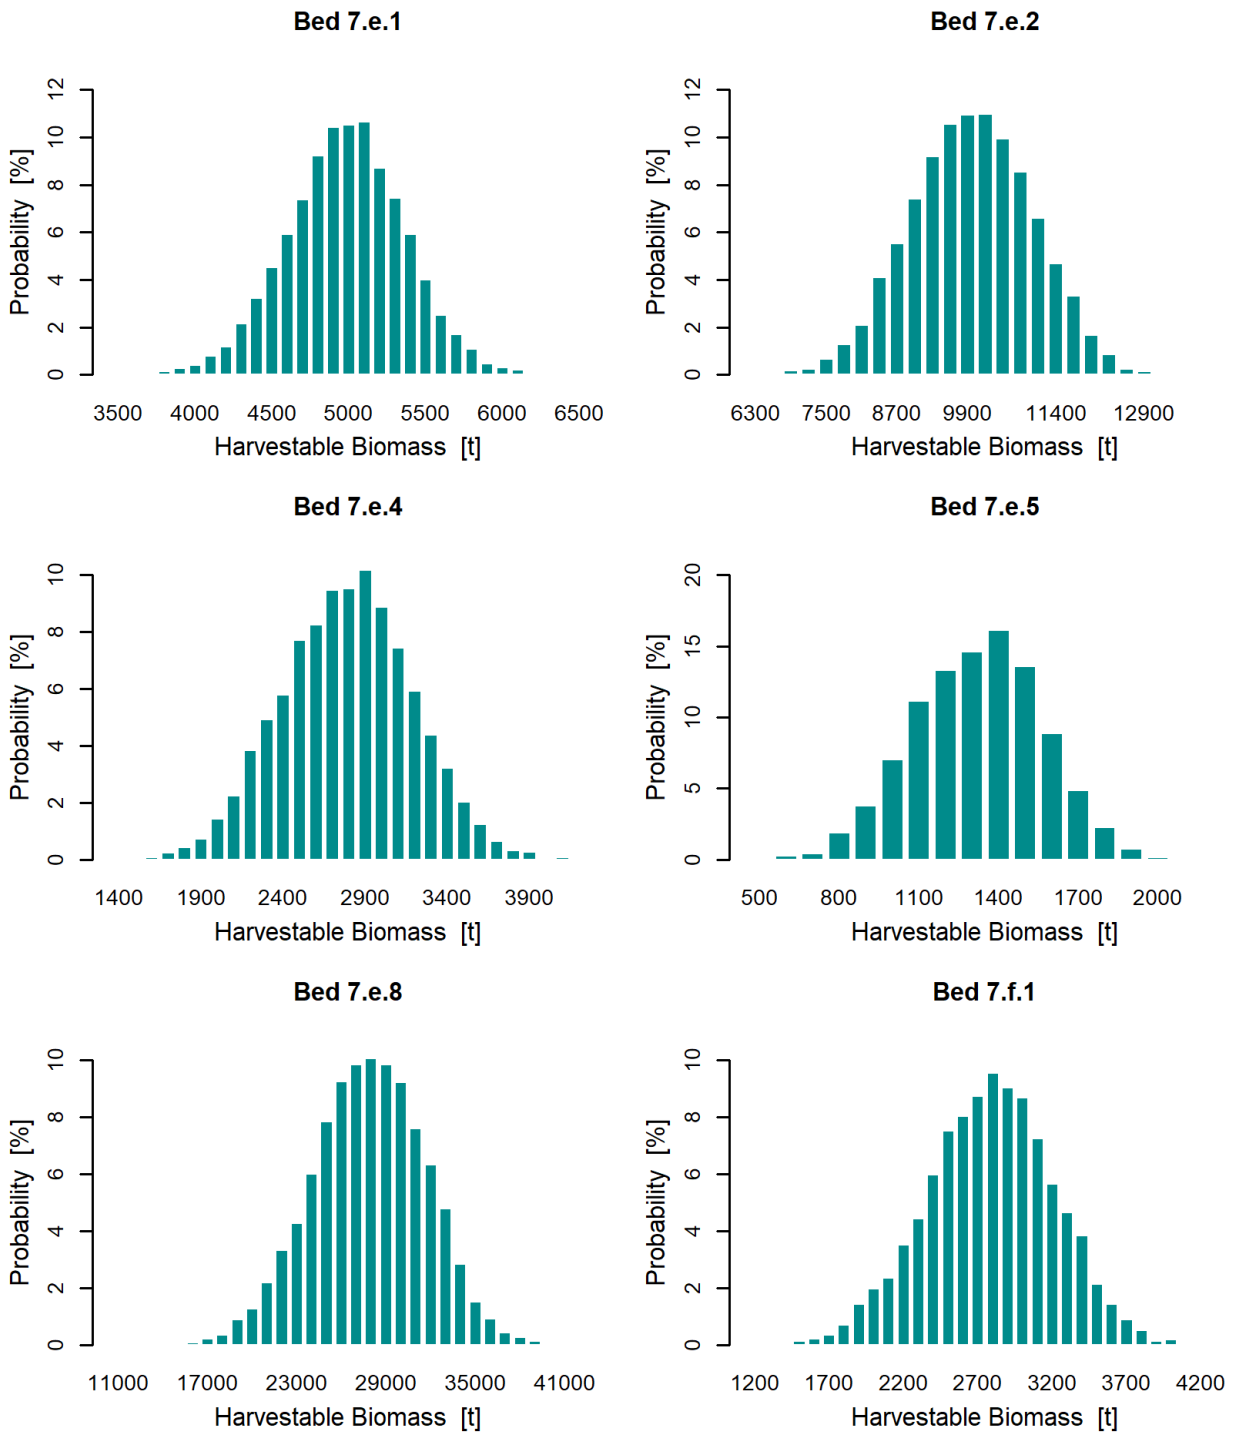 Bed 7.e.1
Probability [%]
12
10
8
6
4
2
0
3500 4000 4500 5000 5500 6000 6500
Harvestable Biomass [t]
Bed 7.e.2
Probability [%]
12
10
8
6
4
2
0
6300 7500 8700 9900 11400 12900
Harvestable Biomass [t]
Bed 7.e.4
Probability [%]
10
8
6
4
2
0
1400 1900 2400 2900 3400 3900
Harvestable Biomass [t]
Bed 7.e.5
Probability [%]
20
15
10
5
0
500 800 1100 1400 1700 2000
Harvestable Biomass [t]
Bed 7.e.8
Probability [%]
10
8
6
4
2
0
11000 17000 23000 29000 35000 41000
Harvestable Biomass [t]
Bed 7.f.1
Probability [%]
10
8
6
4
2
0
1200 1700 2200 2700 3200 3700 4200
Harvestable Biomass [t]